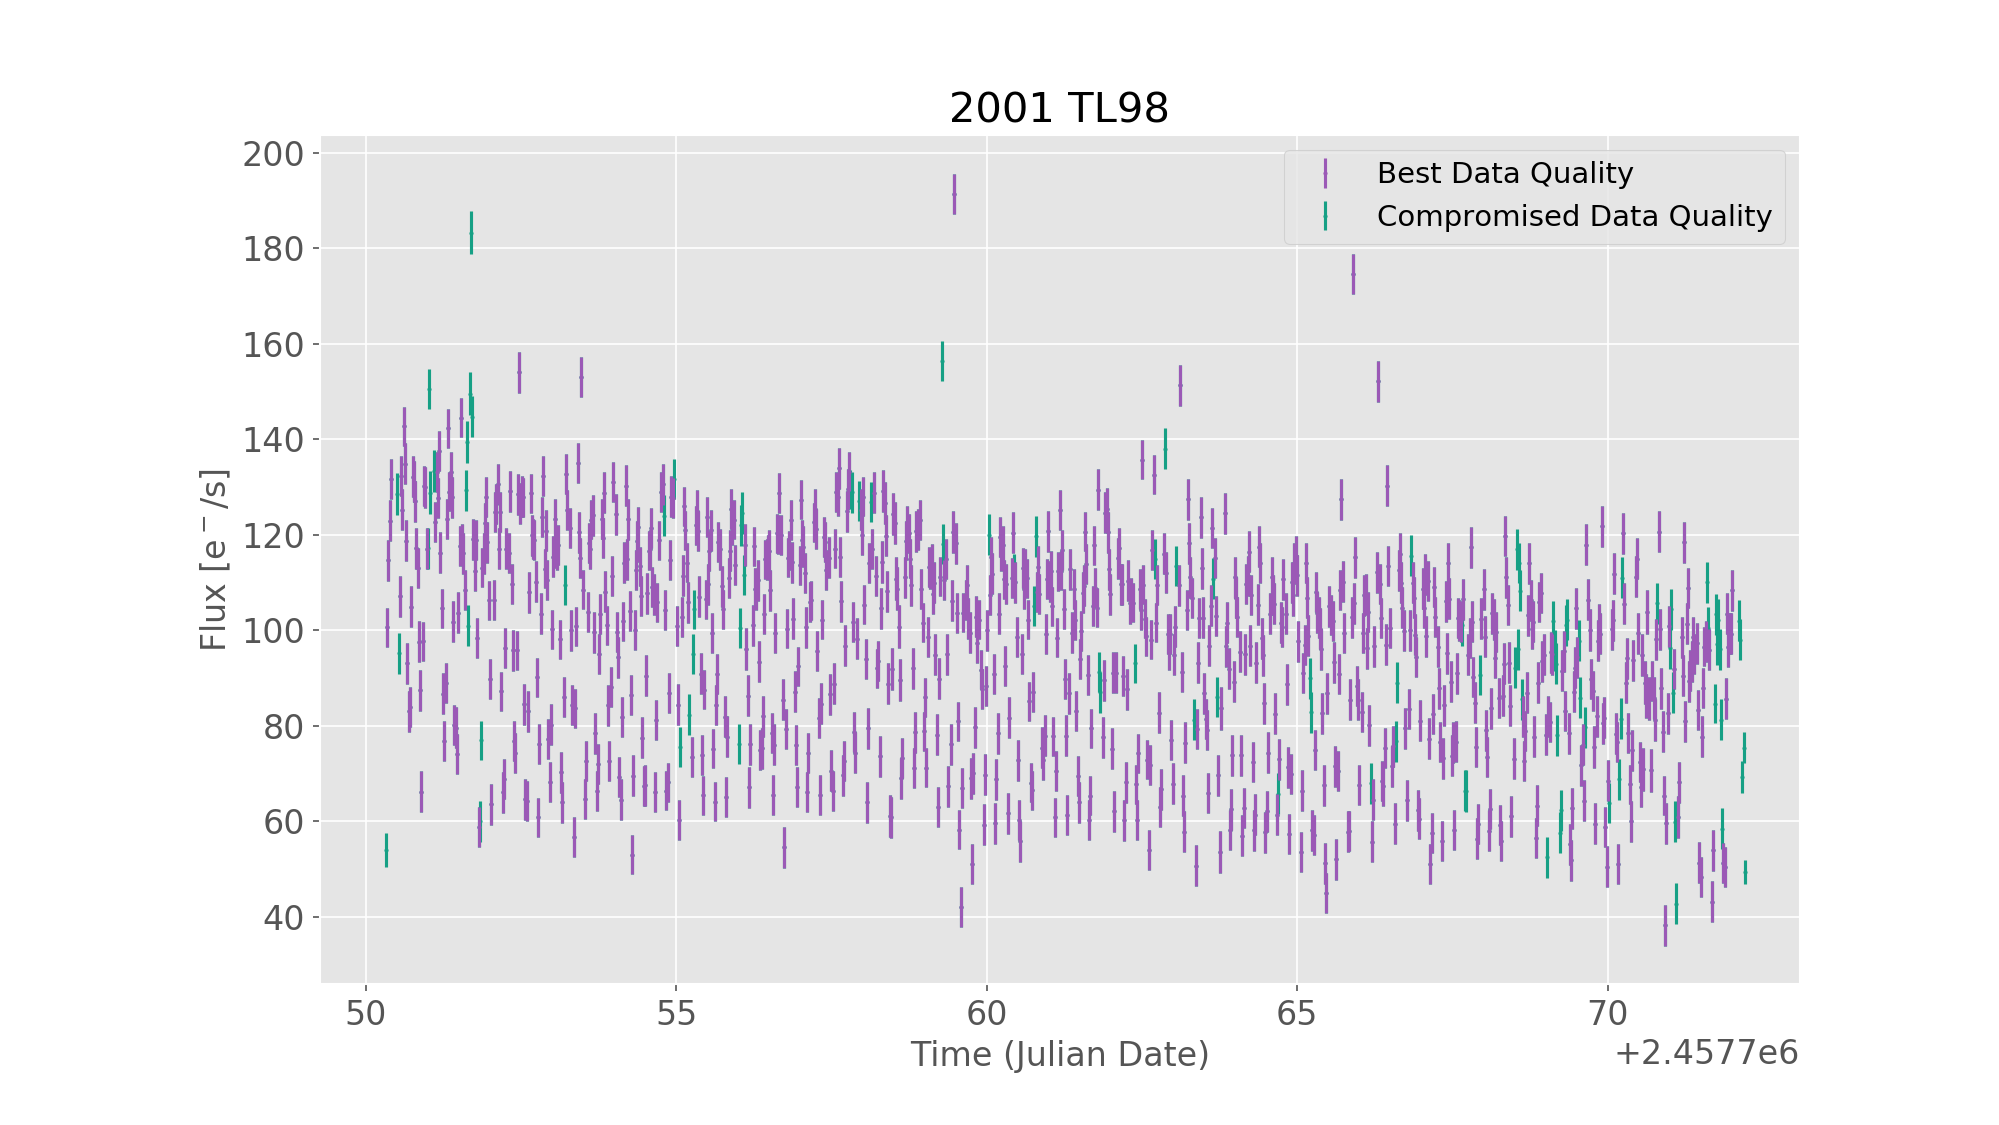 2001 TL98
Best Data Quality
Compromised Data Quality
200
180
160
140
120
100
80
60
40
Flux [e⁻/s]
50 55 60 65 70
Time (Julian Date)
+2.4577e6